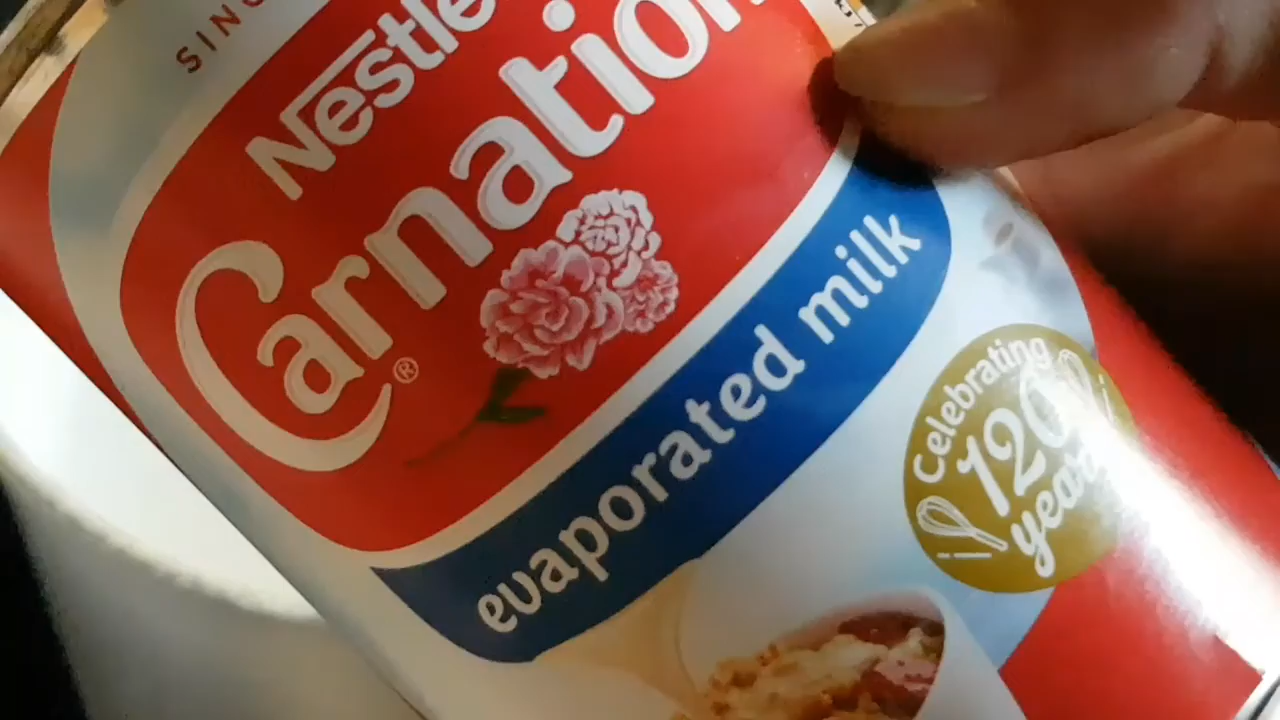 Nestlé
Carnation
®
evaporated milk
Celebrating
120
years